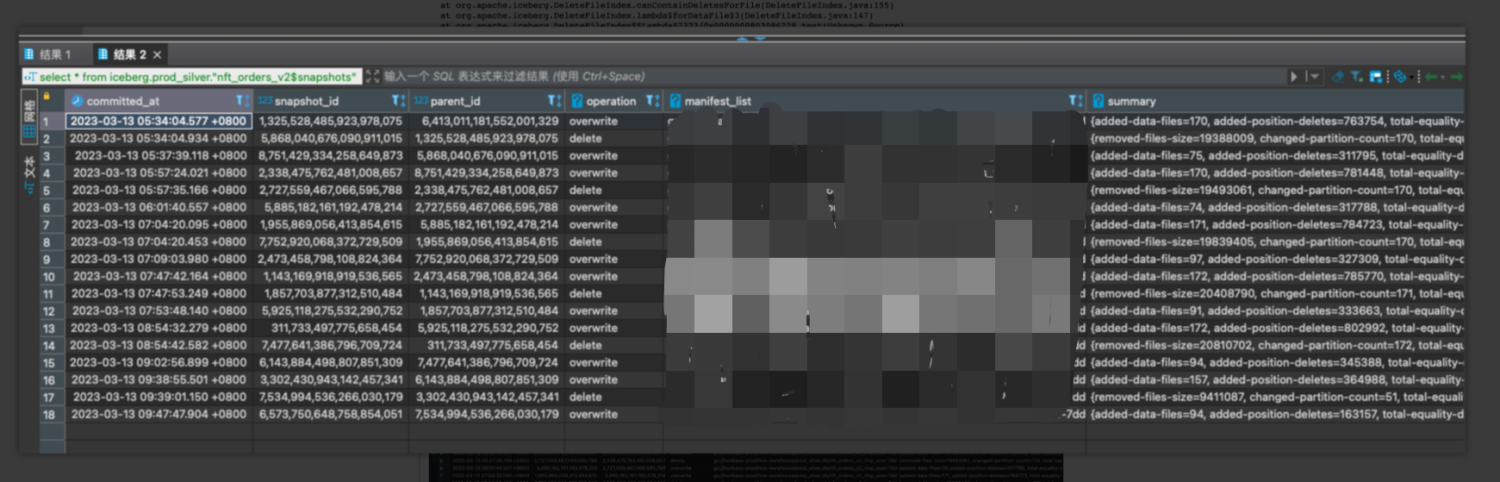 at org.apache.iceberg.DeleteFileIndex.canContainDeletesForFile(DeleteFileIndex.java:155)
at org.apache.iceberg.DeleteFileIndex.lambda$forDataFile$3(DeleteFileIndex.java:147)
结果 1 结果 2
select * from iceberg.prod_silver."nft_orders_v2$snapshots" 输入一个 SQL 表达式来过滤结果 (使用 Ctrl+Space)
网格
文本
committed_at 123 snapshot_id 123 parent_id operation manifest_list summary
1 2023-03-13 05:34:04.577 +0800 1,325,528,485,923,978,075 6,413,011,181,552,001,329 overwrite {added-data-files=170, added-position-deletes=763754, total-equality-
2 2023-03-13 05:34:04.934 +0800 5,868,040,676,090,911,015 1,325,528,485,923,978,075 delete {removed-files-size=19388009, changed-partition-count=170, total-equ
3 2023-03-13 05:37:39.118 +0800 8,751,429,334,258,649,873 5,868,040,676,090,911,015 overwrite {added-data-files=75, added-position-deletes=311795, total-equality-d
4 2023-03-13 05:57:24.021 +0800 2,338,475,762,481,008,657 8,751,429,334,258,649,873 overwrite {added-data-files=170, added-position-deletes=781448, total-equality-
5 2023-03-13 05:57:35.166 +0800 2,727,559,467,066,595,788 2,338,475,762,481,008,657 delete {removed-files-size=19493061, changed-partition-count=170, total-equ
6 2023-03-13 06:01:40.557 +0800 5,885,182,161,192,478,214 2,727,559,467,066,595,788 overwrite {added-data-files=74, added-position-deletes=317788, total-equality-d
7 2023-03-13 07:04:20.095 +0800 1,955,869,056,413,854,615 5,885,182,161,192,478,214 overwrite {added-data-files=171, added-position-deletes=784723, total-equality-
8 2023-03-13 07:04:20.453 +0800 7,752,920,068,372,729,509 1,955,869,056,413,854,615 delete {removed-files-size=19839405, changed-partition-count=170, total-equ
9 2023-03-13 07:09:03.980 +0800 2,473,458,798,108,824,364 7,752,920,068,372,729,509 overwrite {added-data-files=97, added-position-deletes=327309, total-equality-d
10 2023-03-13 07:47:42.164 +0800 1,143,169,918,919,536,565 2,473,458,798,108,824,364 overwrite {added-data-files=172, added-position-deletes=785770, total-equality-
11 2023-03-13 07:47:53.249 +0800 1,857,703,877,312,510,484 1,143,169,918,919,536,565 delete d {removed-files-size=20408790, changed-partition-count=171, total-equ
12 2023-03-13 07:53:48.140 +0800 5,925,118,275,532,290,752 1,857,703,877,312,510,484 overwrite d {added-data-files=91, added-position-deletes=333663, total-equality-d
13 2023-03-13 08:54:32.279 +0800 311,733,497,775,658,454 5,925,118,275,532,290,752 overwrite d {added-data-files=172, added-position-deletes=802992, total-equality-
14 2023-03-13 08:54:42.582 +0800 7,477,641,386,796,709,724 311,733,497,775,658,454 delete dd {removed-files-size=20810702, changed-partition-count=172, total-equ
15 2023-03-13 09:02:56.899 +0800 6,143,884,498,807,851,309 7,477,641,386,796,709,724 overwrite dd {added-data-files=94, added-position-deletes=345388, total-equality-d
16 2023-03-13 09:38:55.501 +0800 3,302,430,943,142,457,341 6,143,884,498,807,851,309 overwrite dd {added-data-files=157, added-position-deletes=364988, total-equality-
17 2023-03-13 09:39:01.150 +0800 7,534,994,536,266,030,179 3,302,430,943,142,457,341 delete dd {removed-files-size=9411087, changed-partition-count=51, total-equal
18 2023-03-13 09:47:47.904 +0800 6,573,750,648,758,854,051 7,534,994,536,266,030,179 overwrite -7dd {added-data-files=94, added-position-deletes=163157, total-equality-d